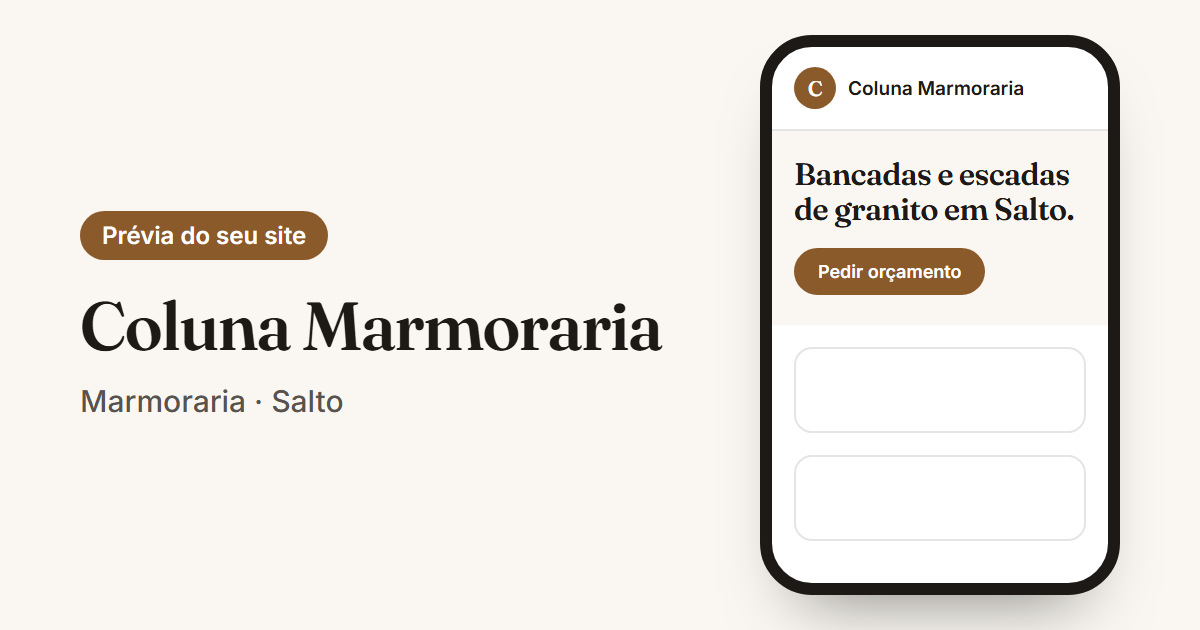 Prévia do seu site
Coluna Marmoraria
Marmoraria · Salto
C
Coluna Marmoraria
Bancadas e escadas
de granito em Salto.
Pedir orçamento